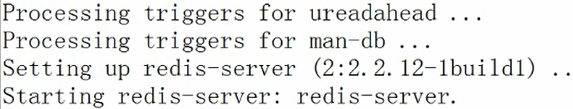 Processing triggers for ureadahead ...
Processing triggers for man-db ...
Setting up redis-server (2:2.2.12-1build1) ..
Starting redis-server: redis-server.